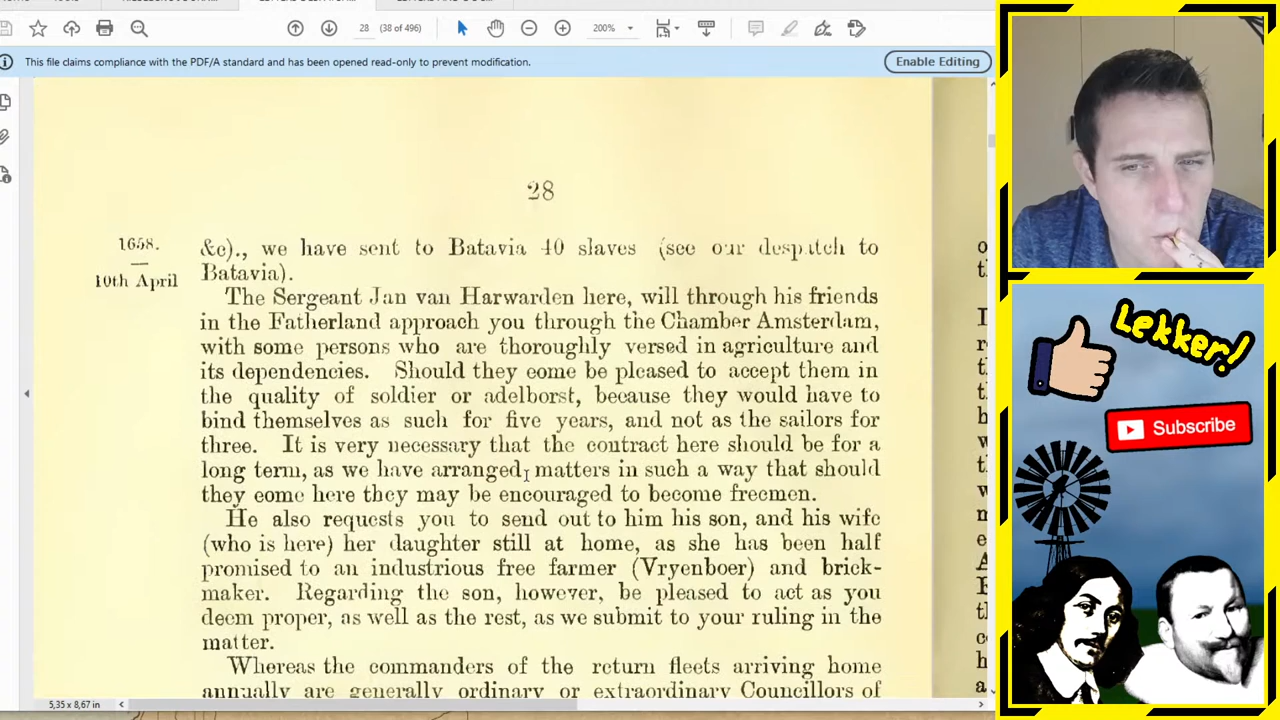 28
(38 of 496)
200%
This file claims compliance with the PDF/A standard and has been opened read-only to prevent modification.
Enable Editing
28
1658.
10th April
&c)., we have sent to Batavia 40 slaves (see our despatch to
Batavia).
The Sergeant Jan van Harwarden here, will through his friends
in the Fatherland approach you through the Chamber Amsterdam,
with some persons who are thoroughly versed in agriculture and
its dependencies. Should they come be pleased to accept them in
the quality of soldier or adelborst, because they would have to
bind themselves as such for five years, and not as the sailors for
three. It is very necessary that the contract here should be for a
long term, as we have arranged matters in such a way that should
they come here they may be encouraged to become freemen.
He also requests you to send out to him his son, and his wife
(who is here) her daughter still at home, as she has been half
promised to an industrious free farmer (Vryenboer) and brick-
maker. Regarding the son, however, be pleased to act as you
deem proper, as well as the rest, as we submit to your ruling in the
matter.
Whereas the commanders of the return fleets arriving home
annually are generally ordinary or extraordinary Councillors of
5,35 x 8,67 in
Lekker!
Subscribe